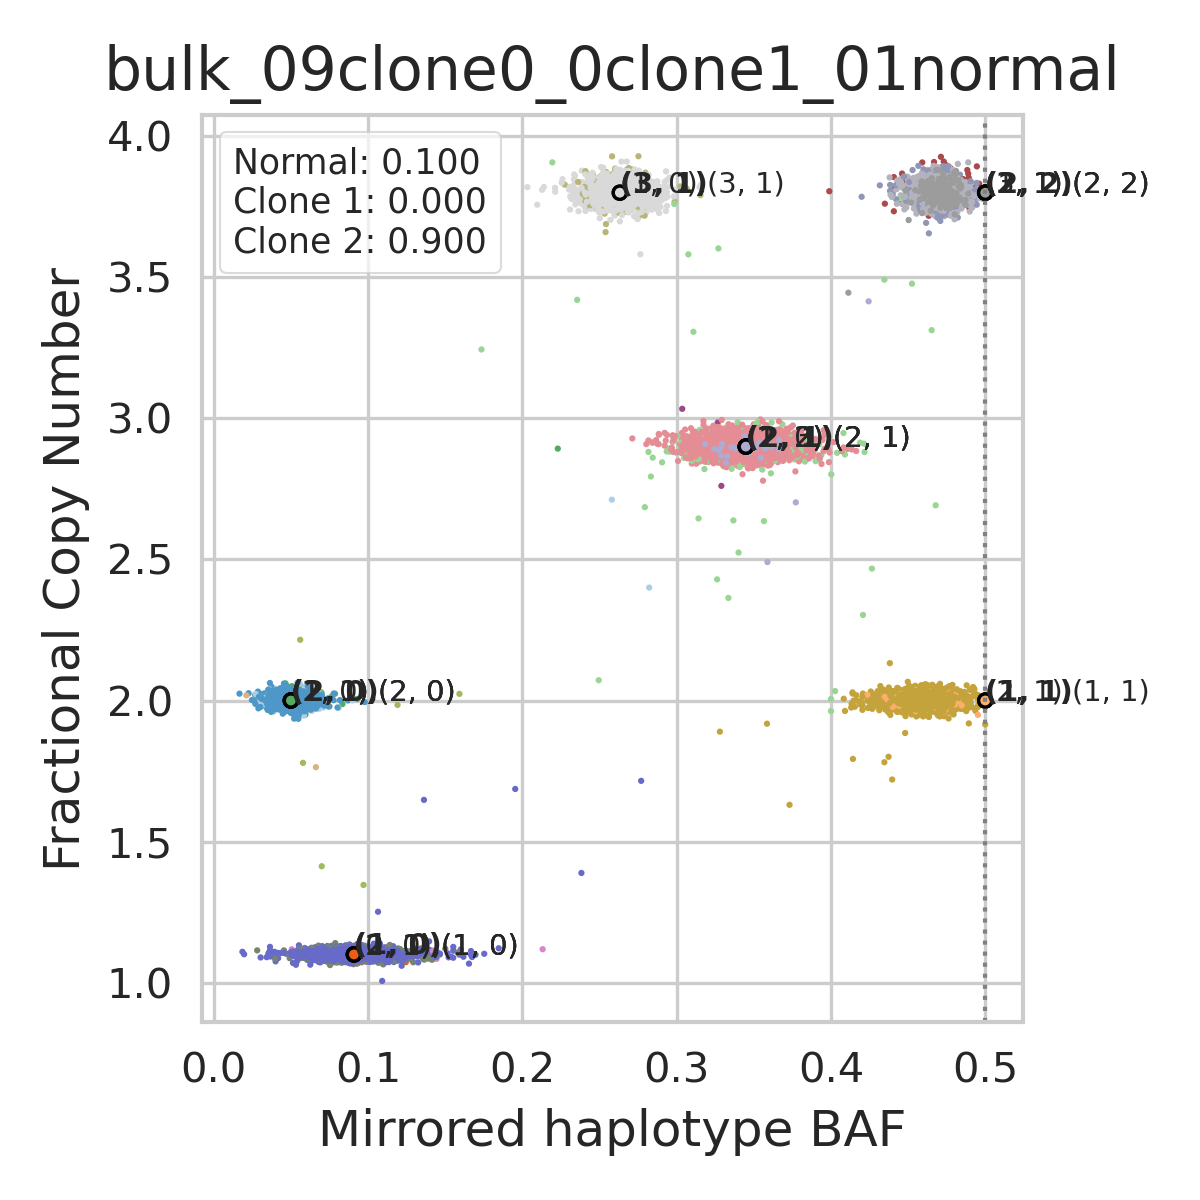 bulk_09clone0_0clone1_01normal
Normal: 0.100
Clone 1: 0.000
Clone 2: 0.900
4.0
3.5
3.0
2.5
2.0
1.5
1.0
Fractional Copy Number
(3, 1)
(2, 2)
(2, 1)
(2, 0)
(1, 1)
(1, 0)
0.0 0.1 0.2 0.3 0.4 0.5
Mirrored haplotype BAF